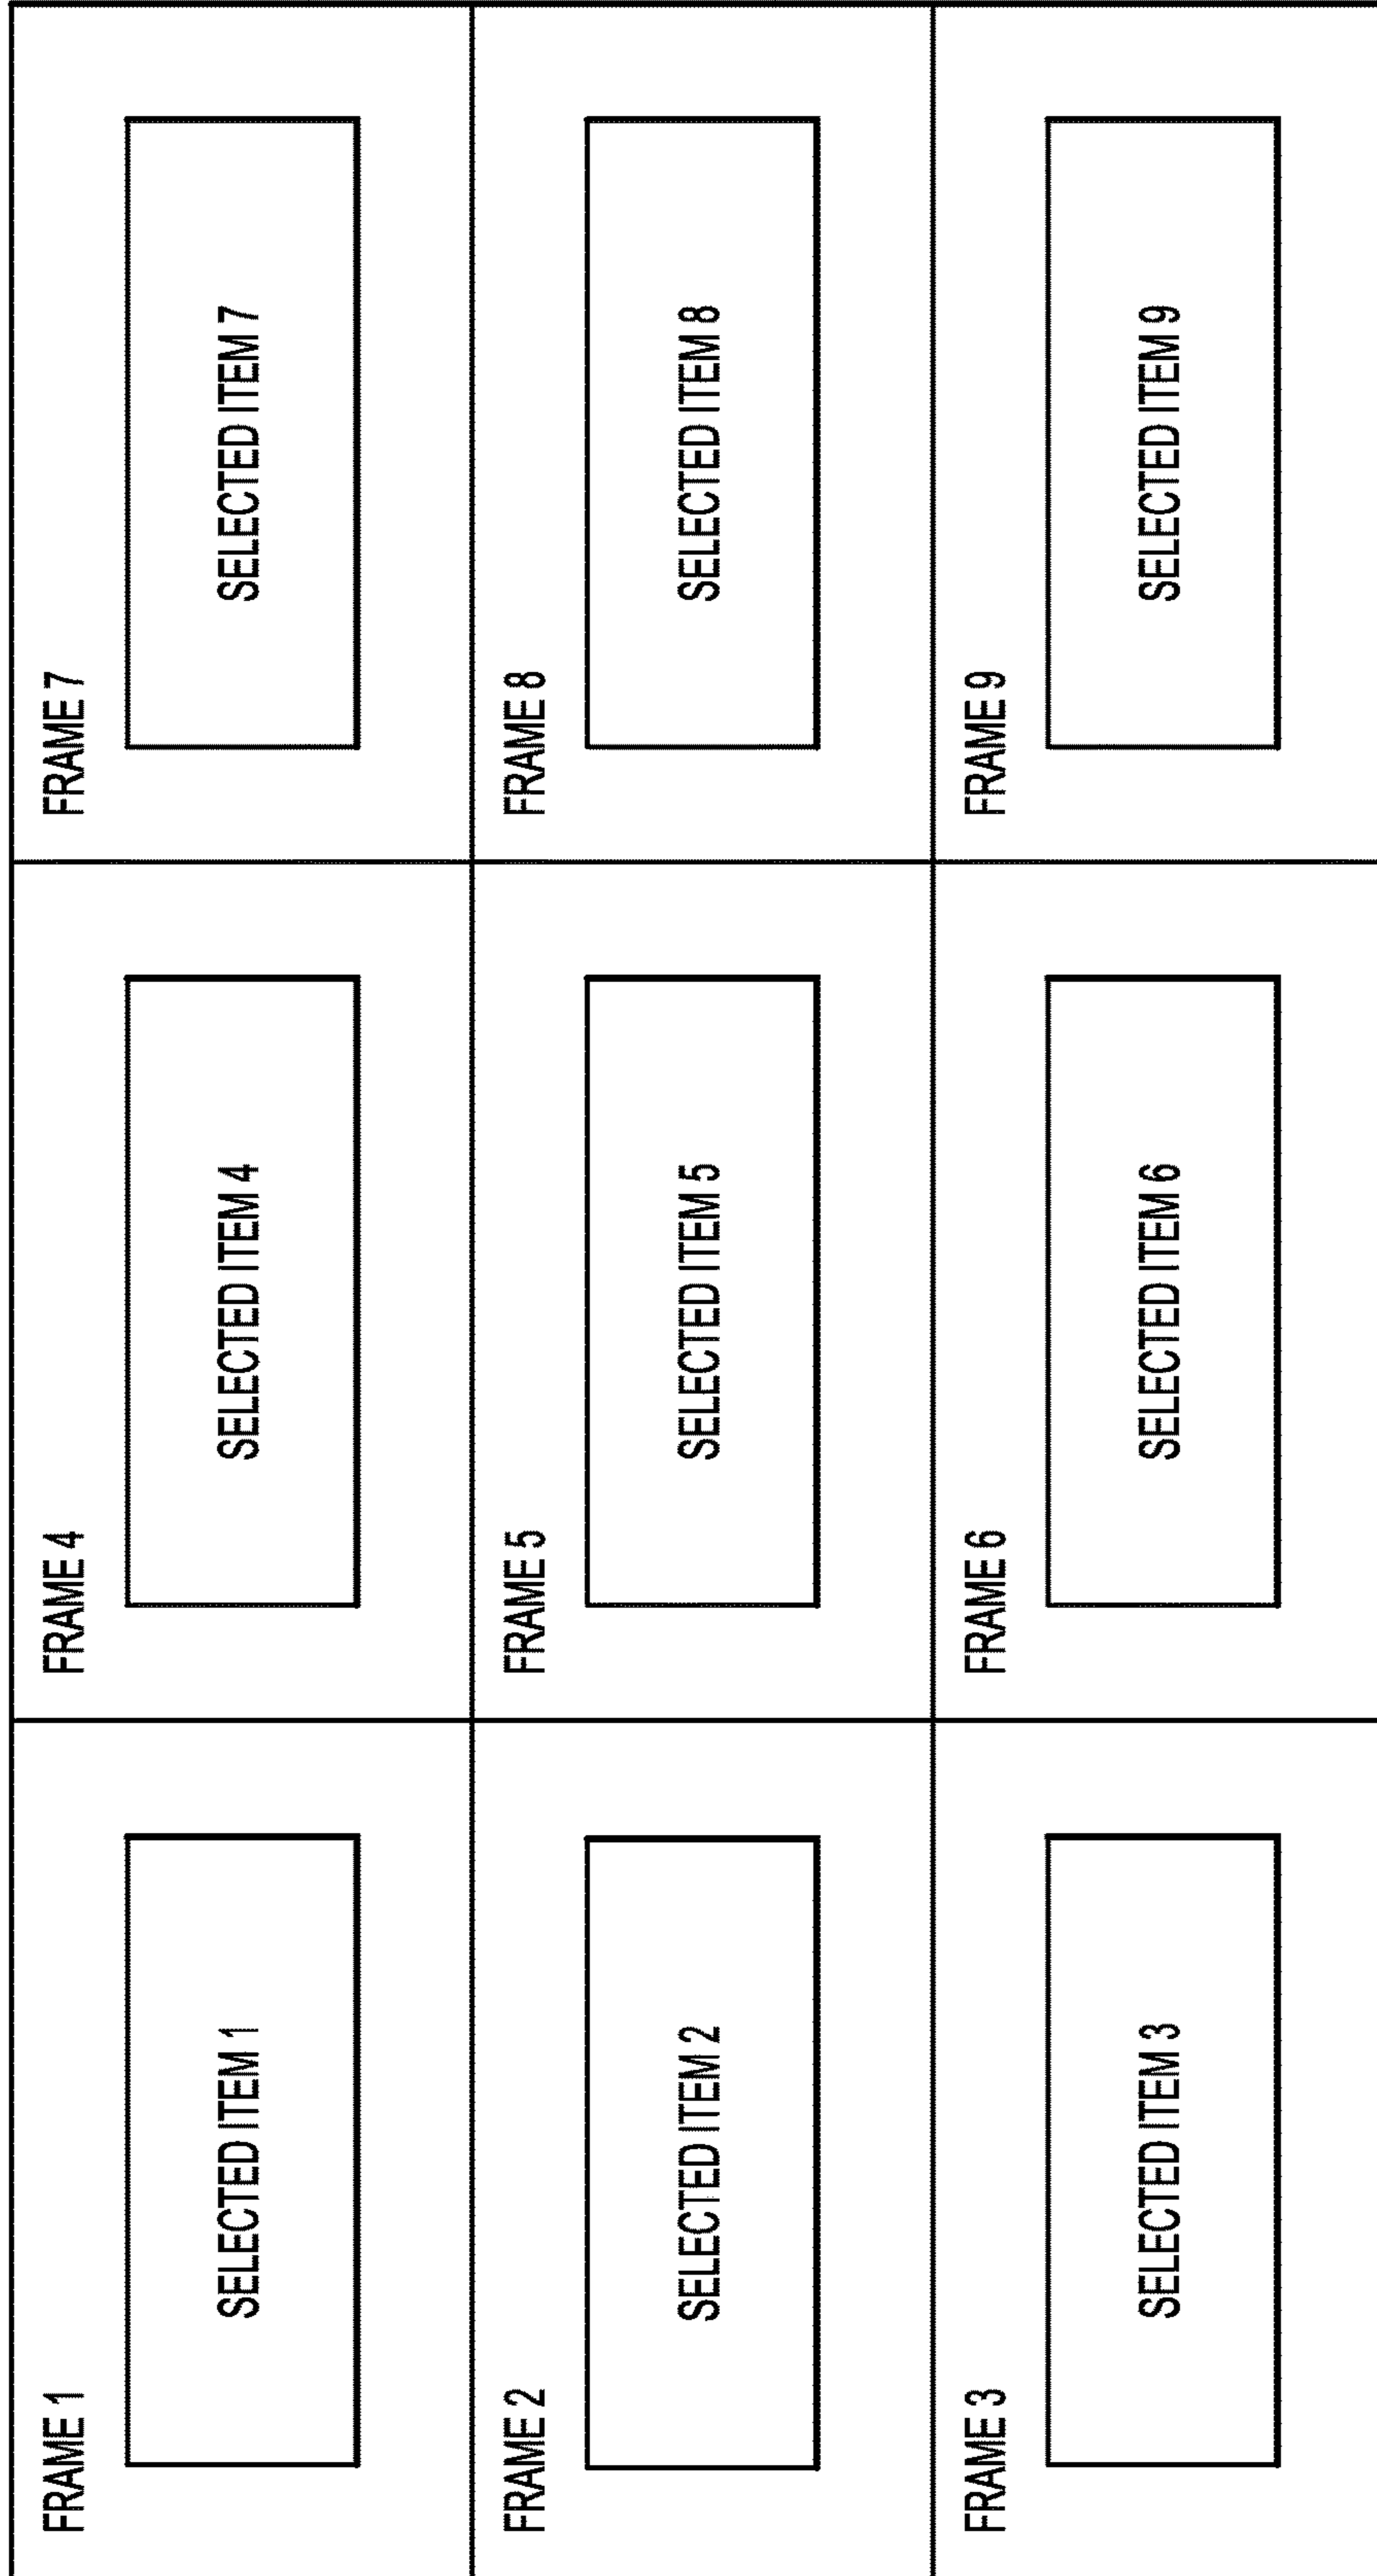 FRAME 1
SELECTED ITEM 1
FRAME 4
SELECTED ITEM 4
FRAME 7
SELECTED ITEM 7
FRAME 2
SELECTED ITEM 2
FRAME 5
SELECTED ITEM 5
FRAME 8
SELECTED ITEM 8
FRAME 3
SELECTED ITEM 3
FRAME 6
SELECTED ITEM 6
FRAME 9
SELECTED ITEM 9